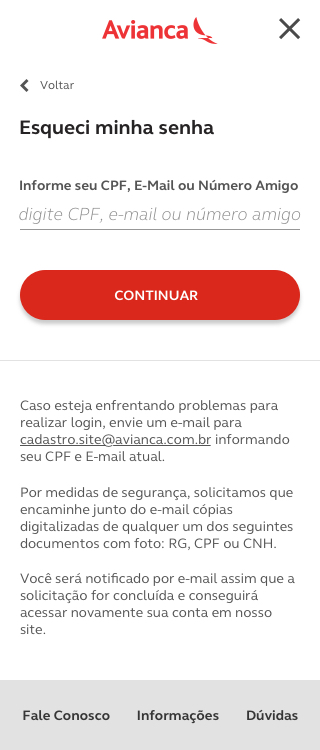 Avianca
Voltar
Esqueci minha senha
Informe seu CPF, E-Mail ou Número Amigo
digite CPF, e-mail ou número amigo
CONTINUAR
Caso esteja enfrentando problemas para
realizar login, envie um e-mail para
cadastro.site@avianca.com.br informando
seu CPF e E-mail atual.
Por medidas de segurança, solicitamos que
encaminhe junto do e-mail cópias
digitalizadas de qualquer um dos seguintes
documentos com foto: RG, CPF ou CNH.
Você será notificado por e-mail assim que a
solicitação for concluída e conseguirá
acessar novamente sua conta em nosso
site.
Fale Conosco Informações Dúvidas